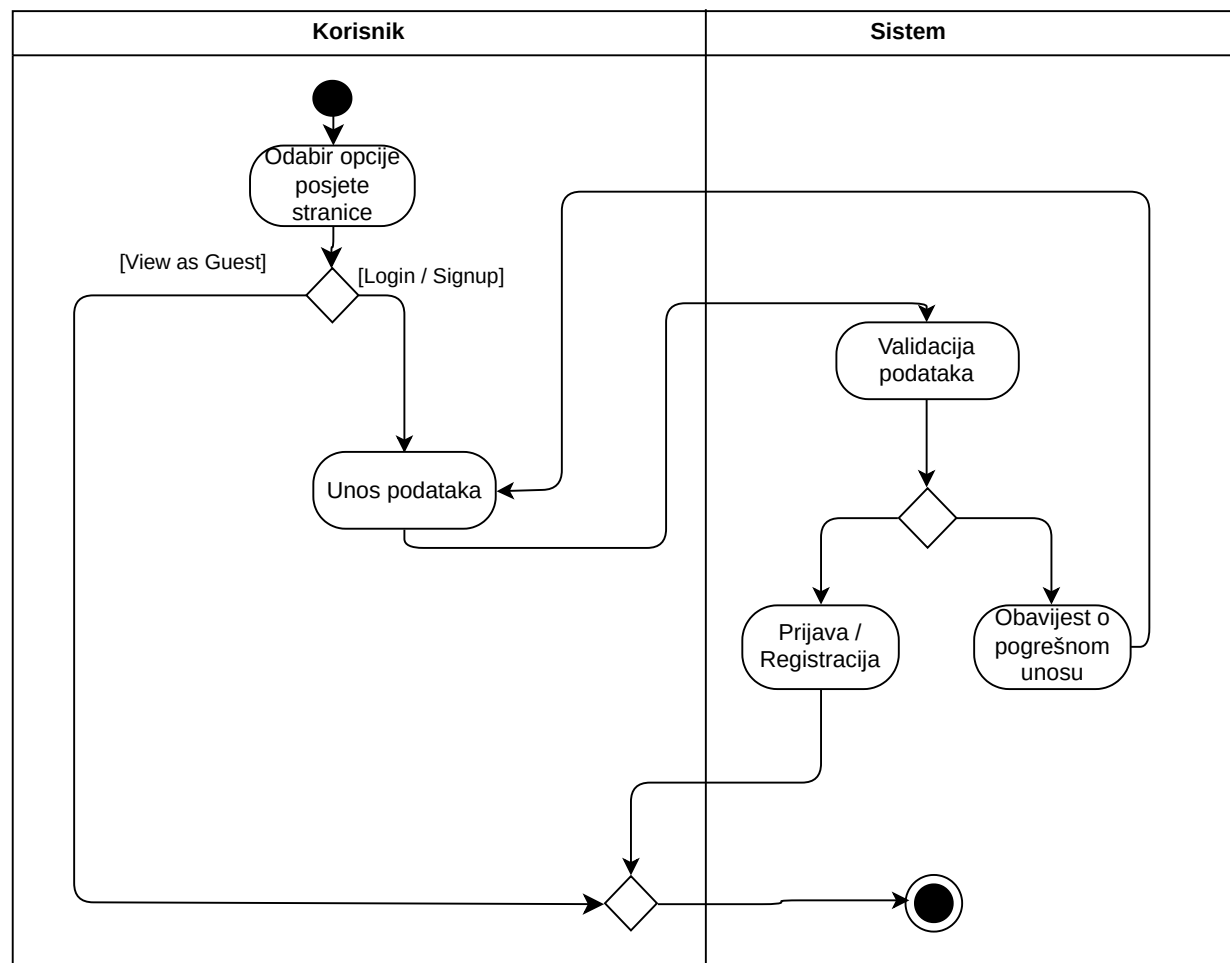 Korisnik
Sistem
Odabir opcije
posjete
stranice
[View as Guest]
[Login / Signup]
Validacija
podataka
Unos podataka
Prijava /
Registracija
Obavijest o
pogrešnom
unosu